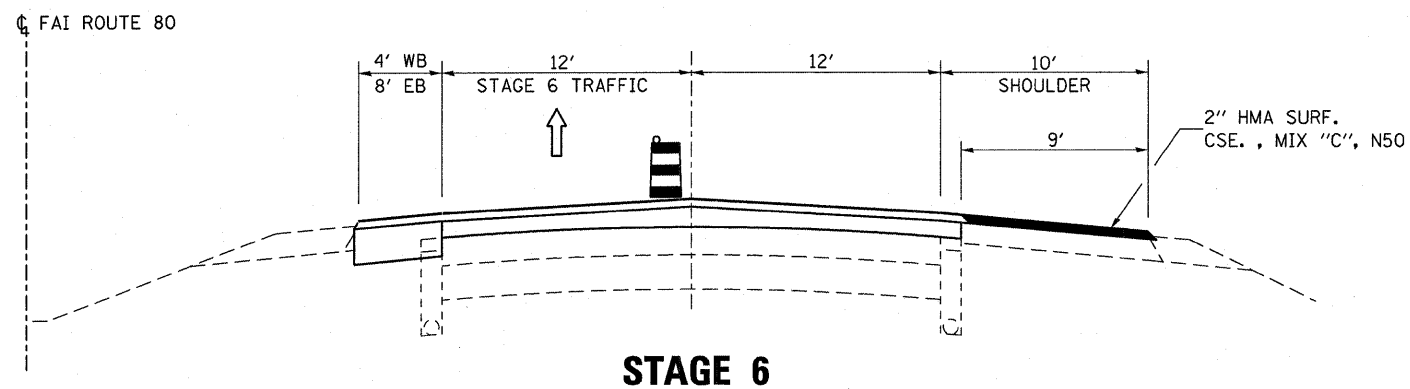 ℄ FAI ROUTE 80
4' WB
8' EB
12'
STAGE 6 TRAFFIC
12'
10'
SHOULDER
9'
2" HMA SURF.
CSE. , MIX "C", N50
STAGE 6